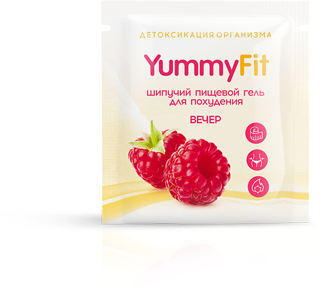 ДЕТОКСИКАЦИЯ ОРГАНИЗМА
YummyFit
ШИПУЧИЙ ПИЩЕВОЙ ГЕЛЬ
ДЛЯ ПОХУДЕНИЯ
ВЕЧЕР